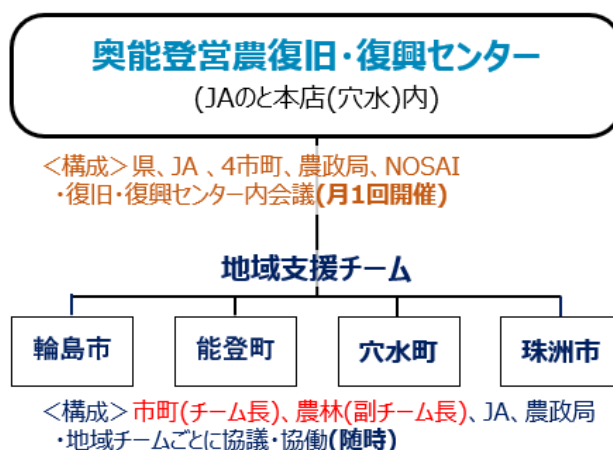 奥能登営農復旧・復興センター
(JAのと本店(穴水)内)
＜構成＞県、JA 、4市町、農政局、NOSAI
・復旧・復興センター内会議(月1回開催)
地域支援チーム
輪島市 能登町 穴水町 珠洲市
＜構成＞市町(チーム長)、農林(副チーム長)、JA、農政局
・地域チームごとに協議・協働(随時)